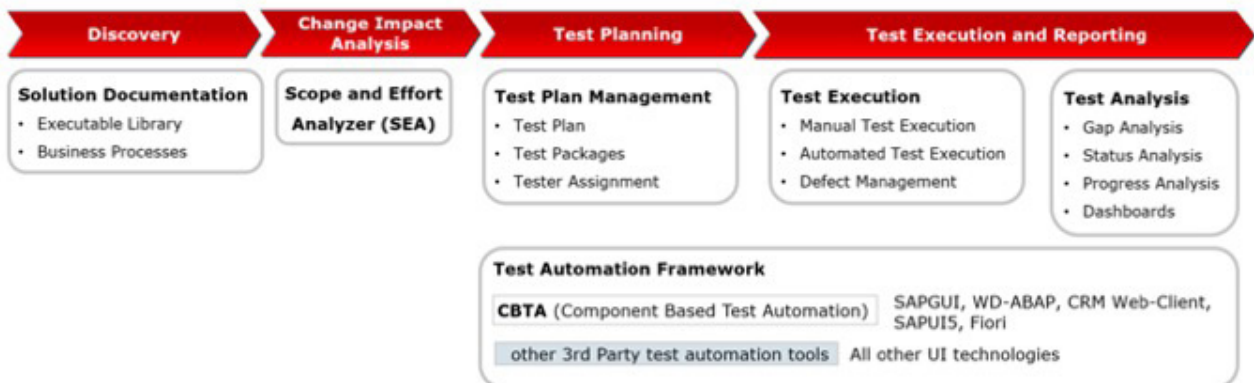 Discovery
Change Impact
Analysis
Test Planning
Test Execution and Reporting
Solution Documentation
• Executable Library
• Business Processes
Scope and Effort
Analyzer (SEA)
Test Plan Management
• Test Plan
• Test Packages
• Tester Assignment
Test Execution
• Manual Test Execution
• Automated Test Execution
• Defect Management
Test Analysis
• Gap Analysis
• Status Analysis
• Progress Analysis
• Dashboards
Test Automation Framework
CBTA (Component Based Test Automation)
SAPGUI, WD-ABAP, CRM Web-Client,
SAPUI5, Fiori
other 3rd Party test automation tools
All other UI technologies